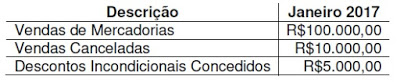 Descrição Janeiro 2017
Vendas de Mercadorias R$100.000,00
Vendas Canceladas R$10.000,00
Descontos Incondicionais Concedidos R$5.000,00